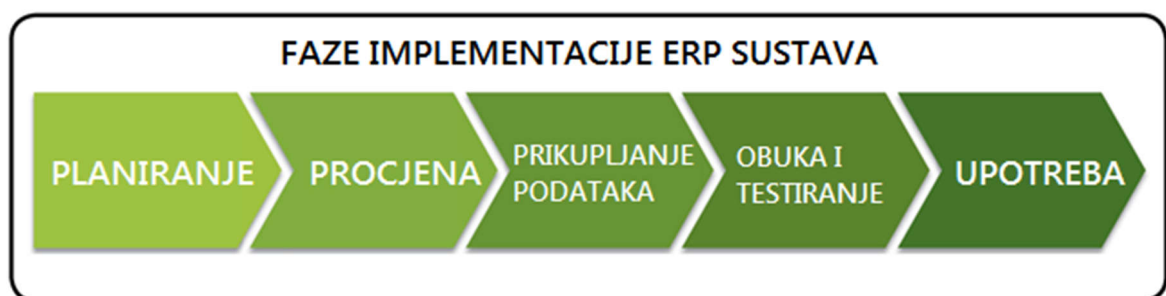 FAZE IMPLEMENTACIJE ERP SUSTAVA
PLANIRANJE
PROCJENA
PRIKUPLJANJE
PODATAKA
OBUKA I
TESTIRANJE
UPOTREBA